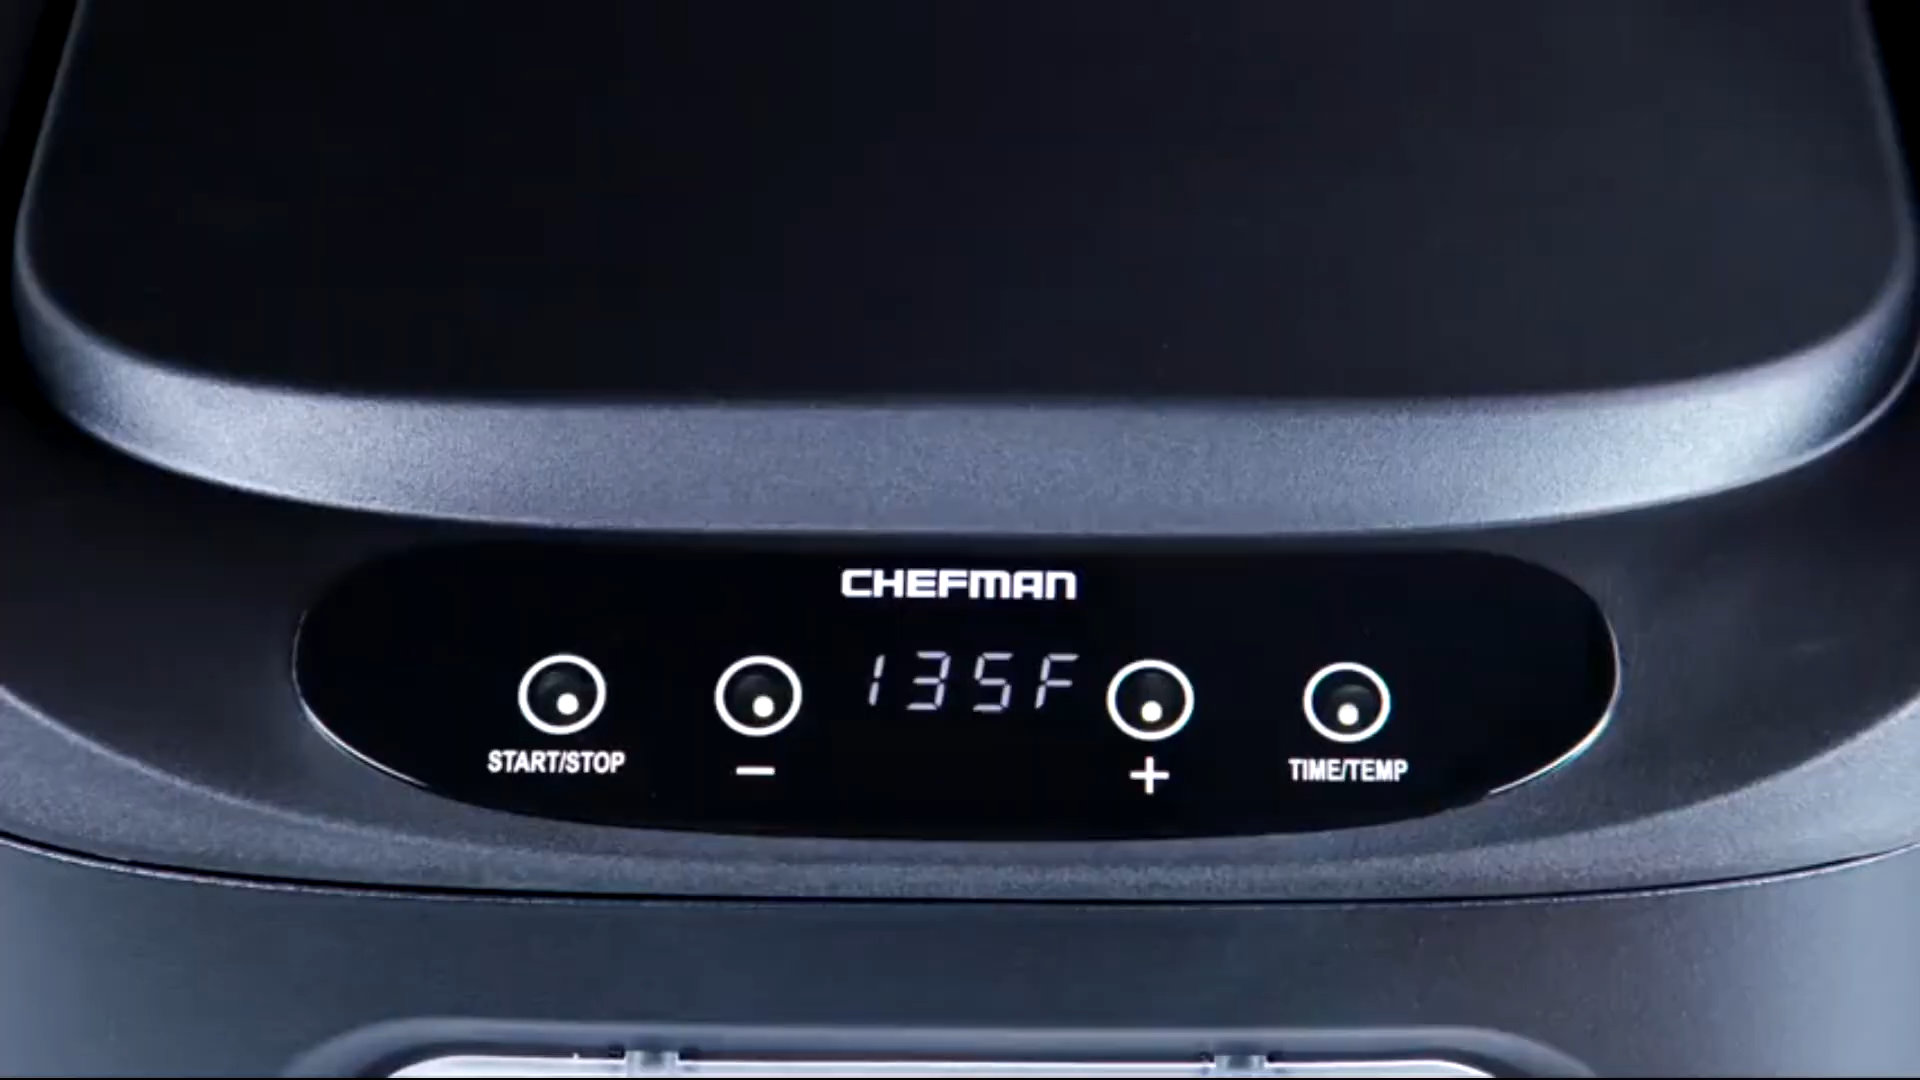 CHEFMAN
135F
START/STOP
−
+
TIME/TEMP